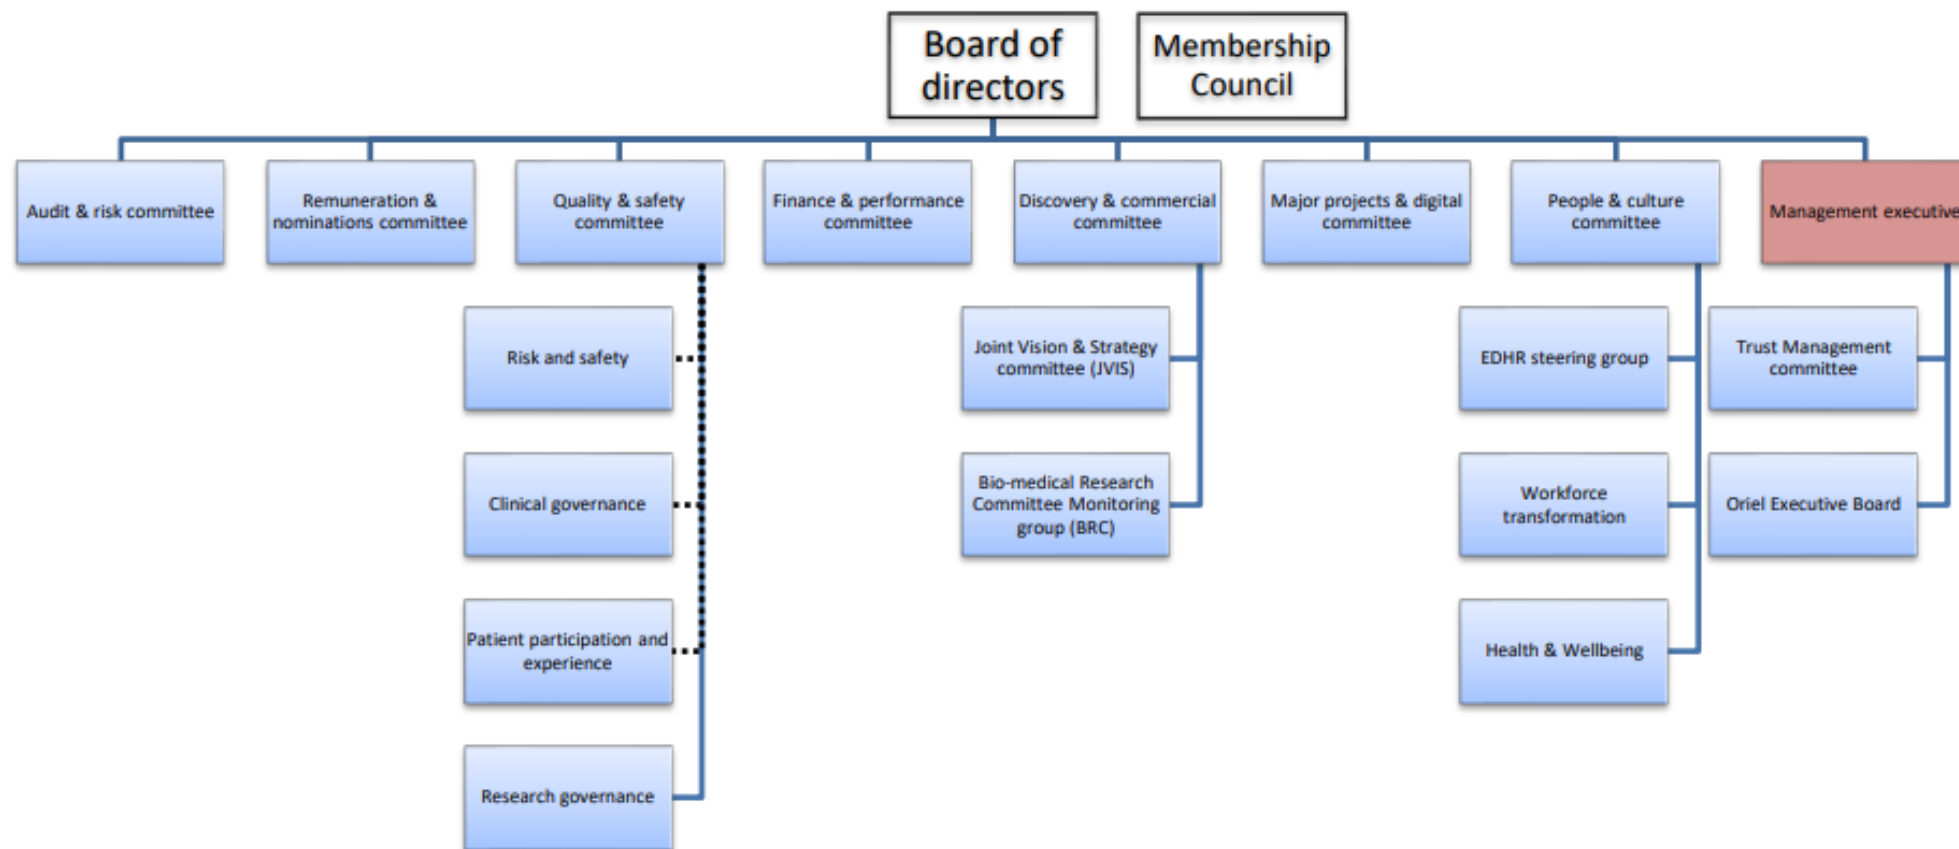 Board of
directors
Membership
Council
Audit & risk committee
Remuneration &
nominations committee
Quality & safety
committee
Finance & performance
committee
Discovery & commercial
committee
Major projects & digital
committee
People & culture
committee
Management executive
Risk and safety
Joint Vision & Strategy
committee (JVIS)
EDHR steering group
Trust Management
committee
Clinical governance
Bio-medical Research
Committee Monitoring
group (BRC)
Workforce
transformation
Oriel Executive Board
Patient participation and
experience
Health & Wellbeing
Research governance